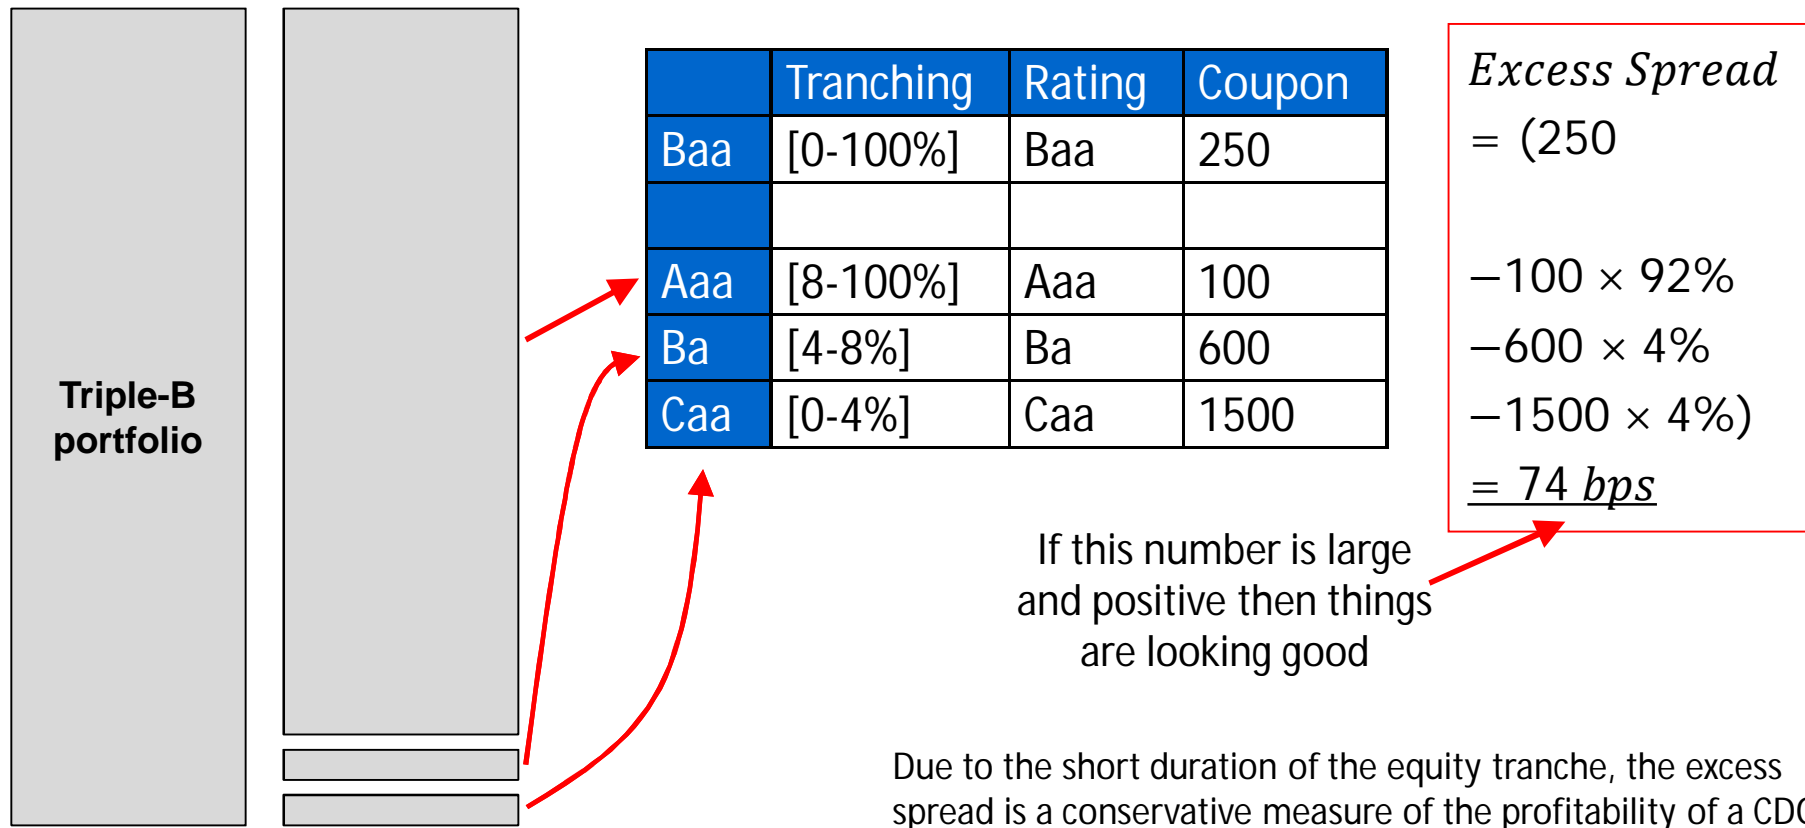 Triple-B
portfolio
Tranching Rating Coupon
Baa [0-100%] Baa 250
Aaa [8-100%] Aaa 100
Ba [4-8%] Ba 600
Caa [0-4%] Caa 1500
Excess Spread
= (250
−100 × 92%
−600 × 4%
−1500 × 4%)
= 74 bps
If this number is large
and positive then things
are looking good
Due to the short duration of the equity tranche, the excess
spread is a conservative measure of the profitability of a CDO